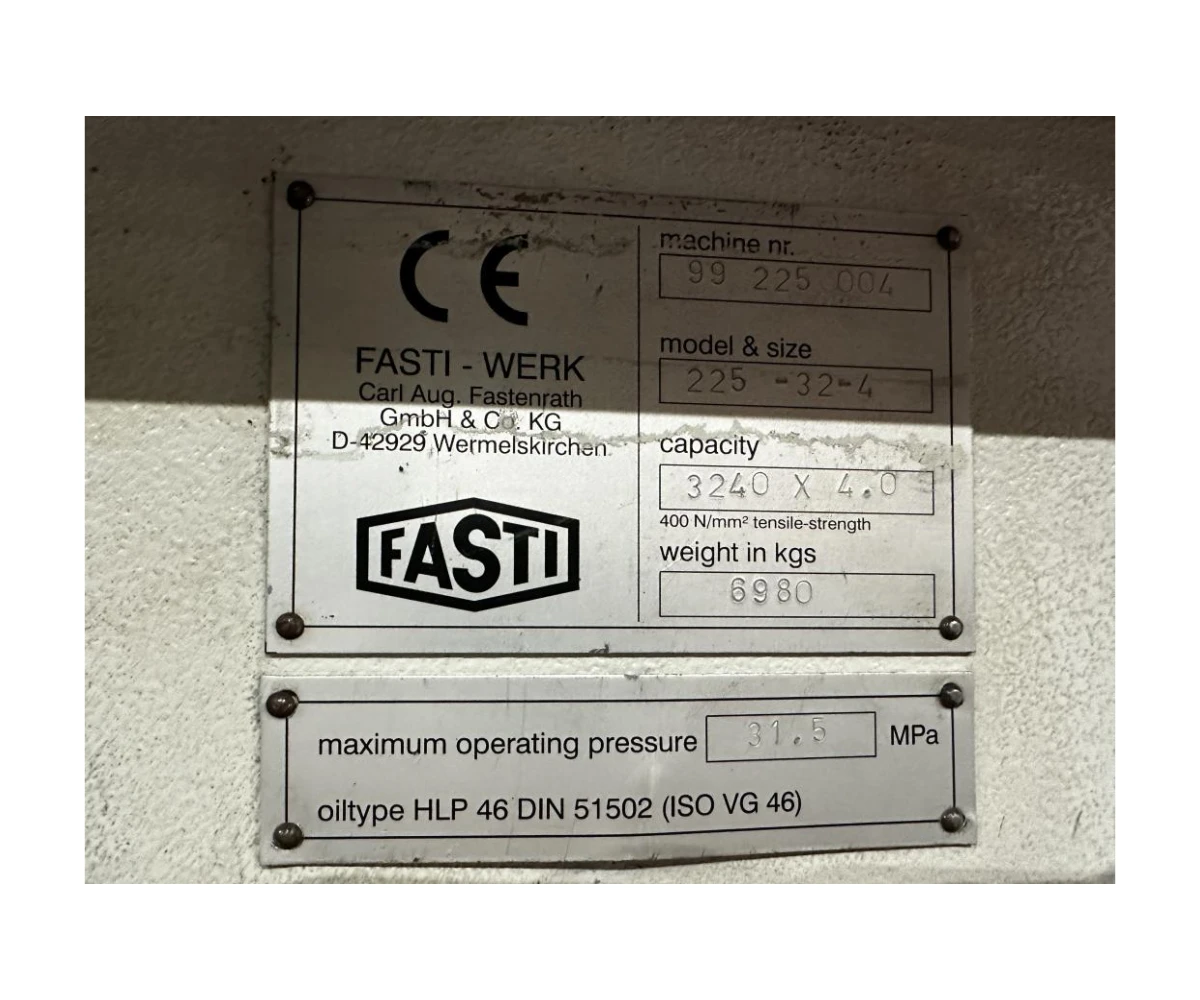 CE
FASTI - WERK
Carl Aug. Fastenrath
GmbH & Co. KG
D-42929 Wermelskirchen
FASTI
machine nr.
99 225 004
model & size
225 -32-4
capacity
3240 X 4.0
400 N/mm² tensile-strength
weight in kgs
6980
maximum operating pressure 31.5 MPa
oiltype HLP 46 DIN 51502 (ISO VG 46)